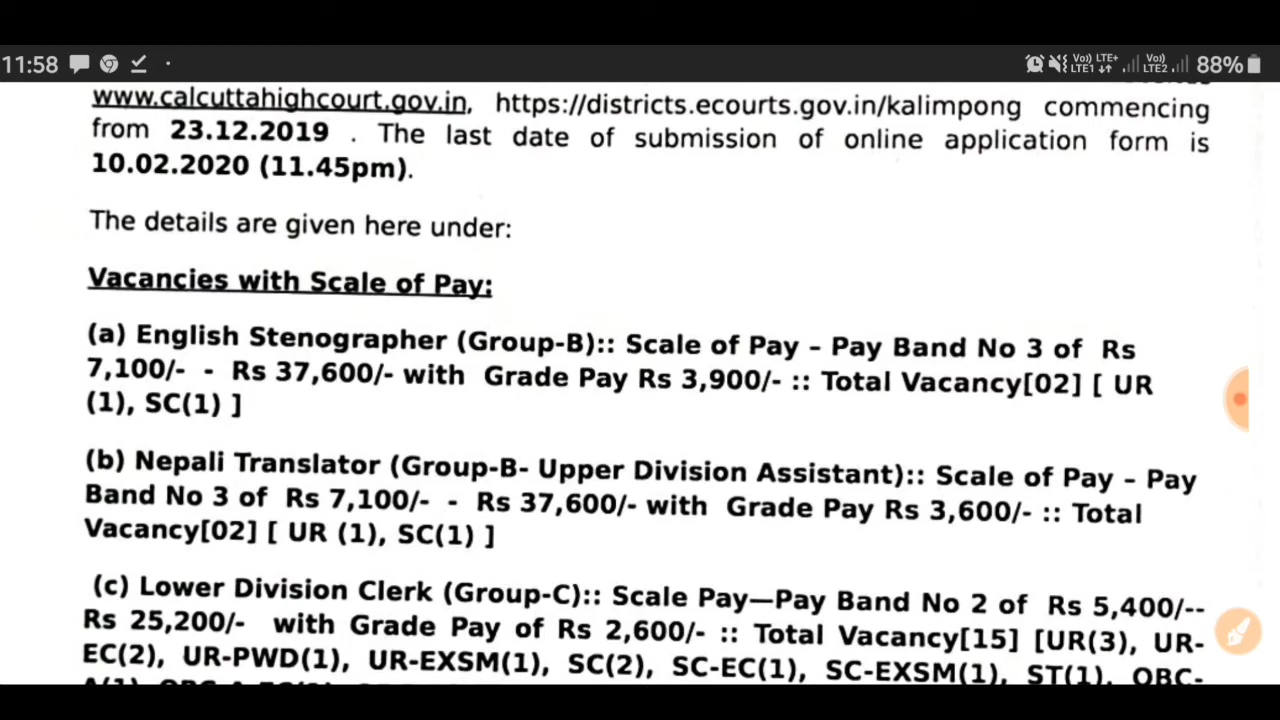 11:58 88%
Vo)) LTE+ Vo))
LTE1 LTE2
www.calcuttahighcourt.gov.in, https://districts.ecourts.gov.in/kalimpong commencing
from 23.12.2019 . The last date of submission of online application form is
10.02.2020 (11.45pm).
The details are given here under:
Vacancies with Scale of Pay:
(a) English Stenographer (Group-B):: Scale of Pay – Pay Band No 3 of Rs
7,100/- - Rs 37,600/- with Grade Pay Rs 3,900/- :: Total Vacancy[02] [ UR
(1), SC(1) ]
(b) Nepali Translator (Group-B- Upper Division Assistant):: Scale of Pay – Pay
Band No 3 of Rs 7,100/- - Rs 37,600/- with Grade Pay Rs 3,600/- :: Total
Vacancy[02] [ UR (1), SC(1) ]
(c) Lower Division Clerk (Group-C):: Scale Pay—Pay Band No 2 of Rs 5,400/--
Rs 25,200/- with Grade Pay of Rs 2,600/- :: Total Vacancy[15] [UR(3), UR-
EC(2), UR-PWD(1), UR-EXSM(1), SC(2), SC-EC(1), SC-EXSM(1), ST(1), OBC-